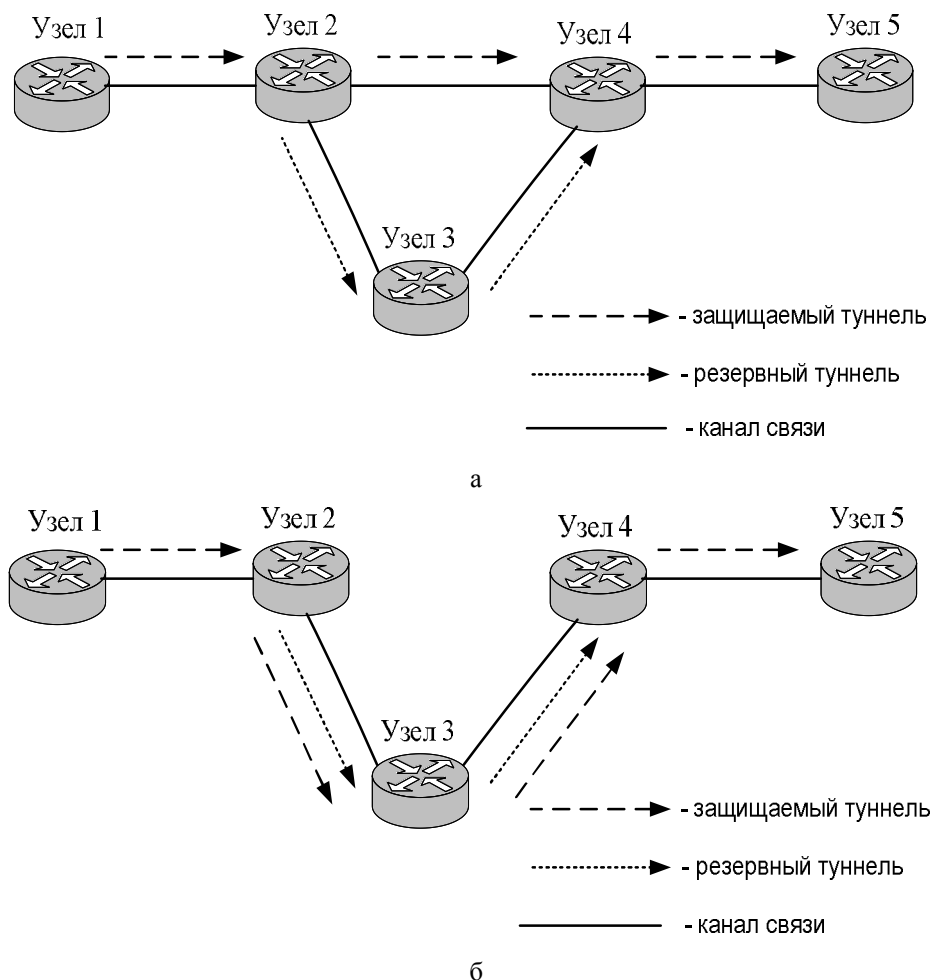 Узел 1
Узел 2
Узел 4
Узел 5
Узел 3
- защищаемый туннель
- резервный туннель
- канал связи
а
Узел 1
Узел 2
Узел 4
Узел 5
Узел 3
- защищаемый туннель
- резервный туннель
- канал связи
б